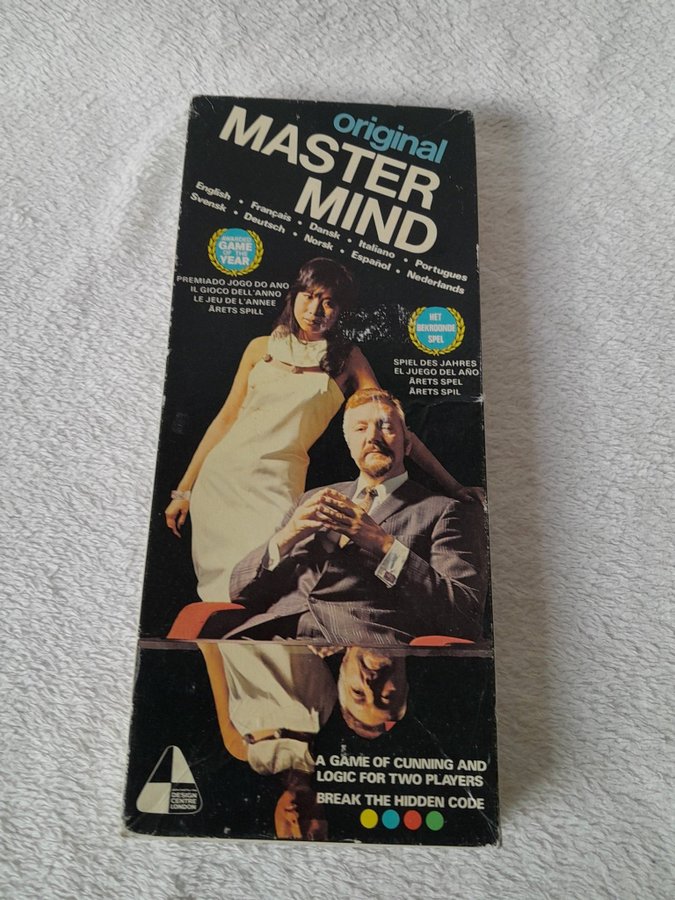 original
MASTER
MIND
English • Français • Dansk • Italiano • Portugues
Svensk • Deutsch • Norsk • Español • Nederlands
AWARDED
GAME
OF THE
YEAR
PREMIADO JOGO DO ANO
IL GIOCO DELL'ANNO
LE JEU DE L'ANNEE
ÅRETS SPILL
HET
BEKROONDE
SPEL
SPIEL DES JAHRES
EL JUEGO DEL AÑO
ÅRETS SPEL
ÅRETS SPIL
A GAME OF CUNNING AND
LOGIC FOR TWO PLAYERS
BREAK THE HIDDEN CODE
DESIGN
CENTRE
LONDON